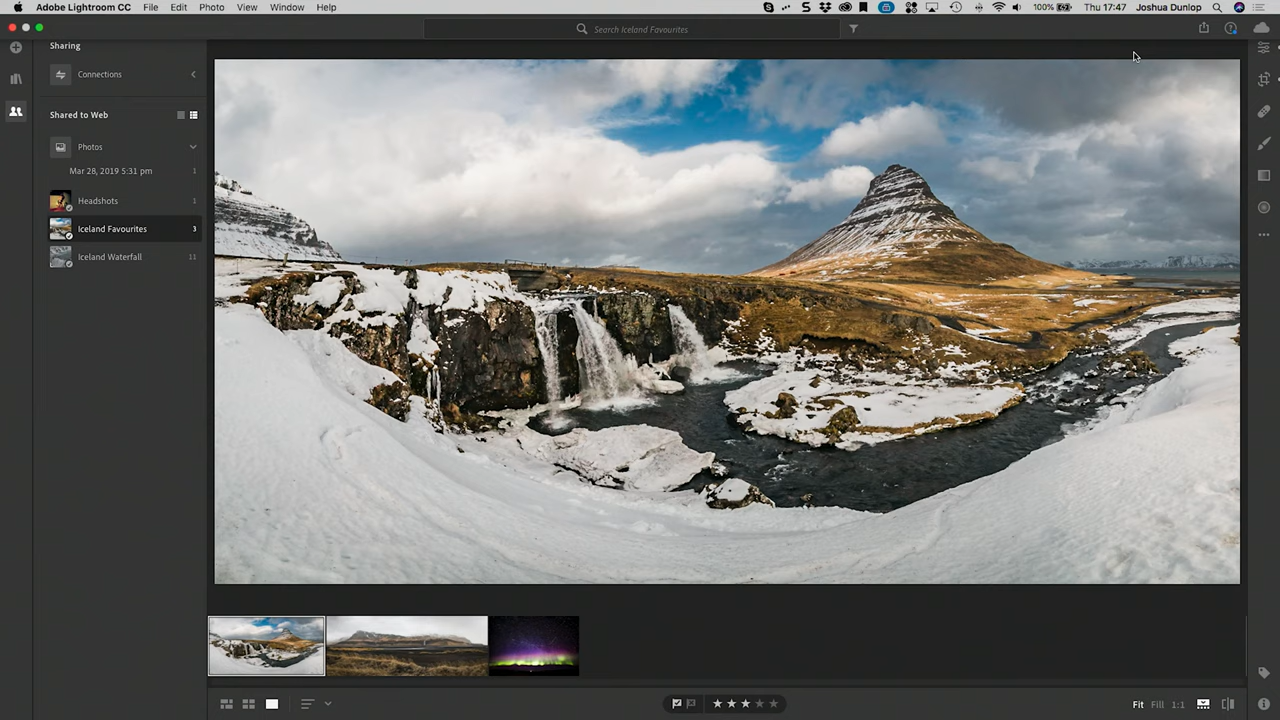 Adobe Lightroom CC File Edit Photo View Window Help 100% Thu 17:47 Joshua Dunlop
Search Iceland Favourites
Sharing
Connections
Shared to Web
Photos
Mar 28, 2019 5:31 pm 1
Headshots 1
Iceland Favourites 3
Iceland Waterfall 11
Fit Fill 1:1